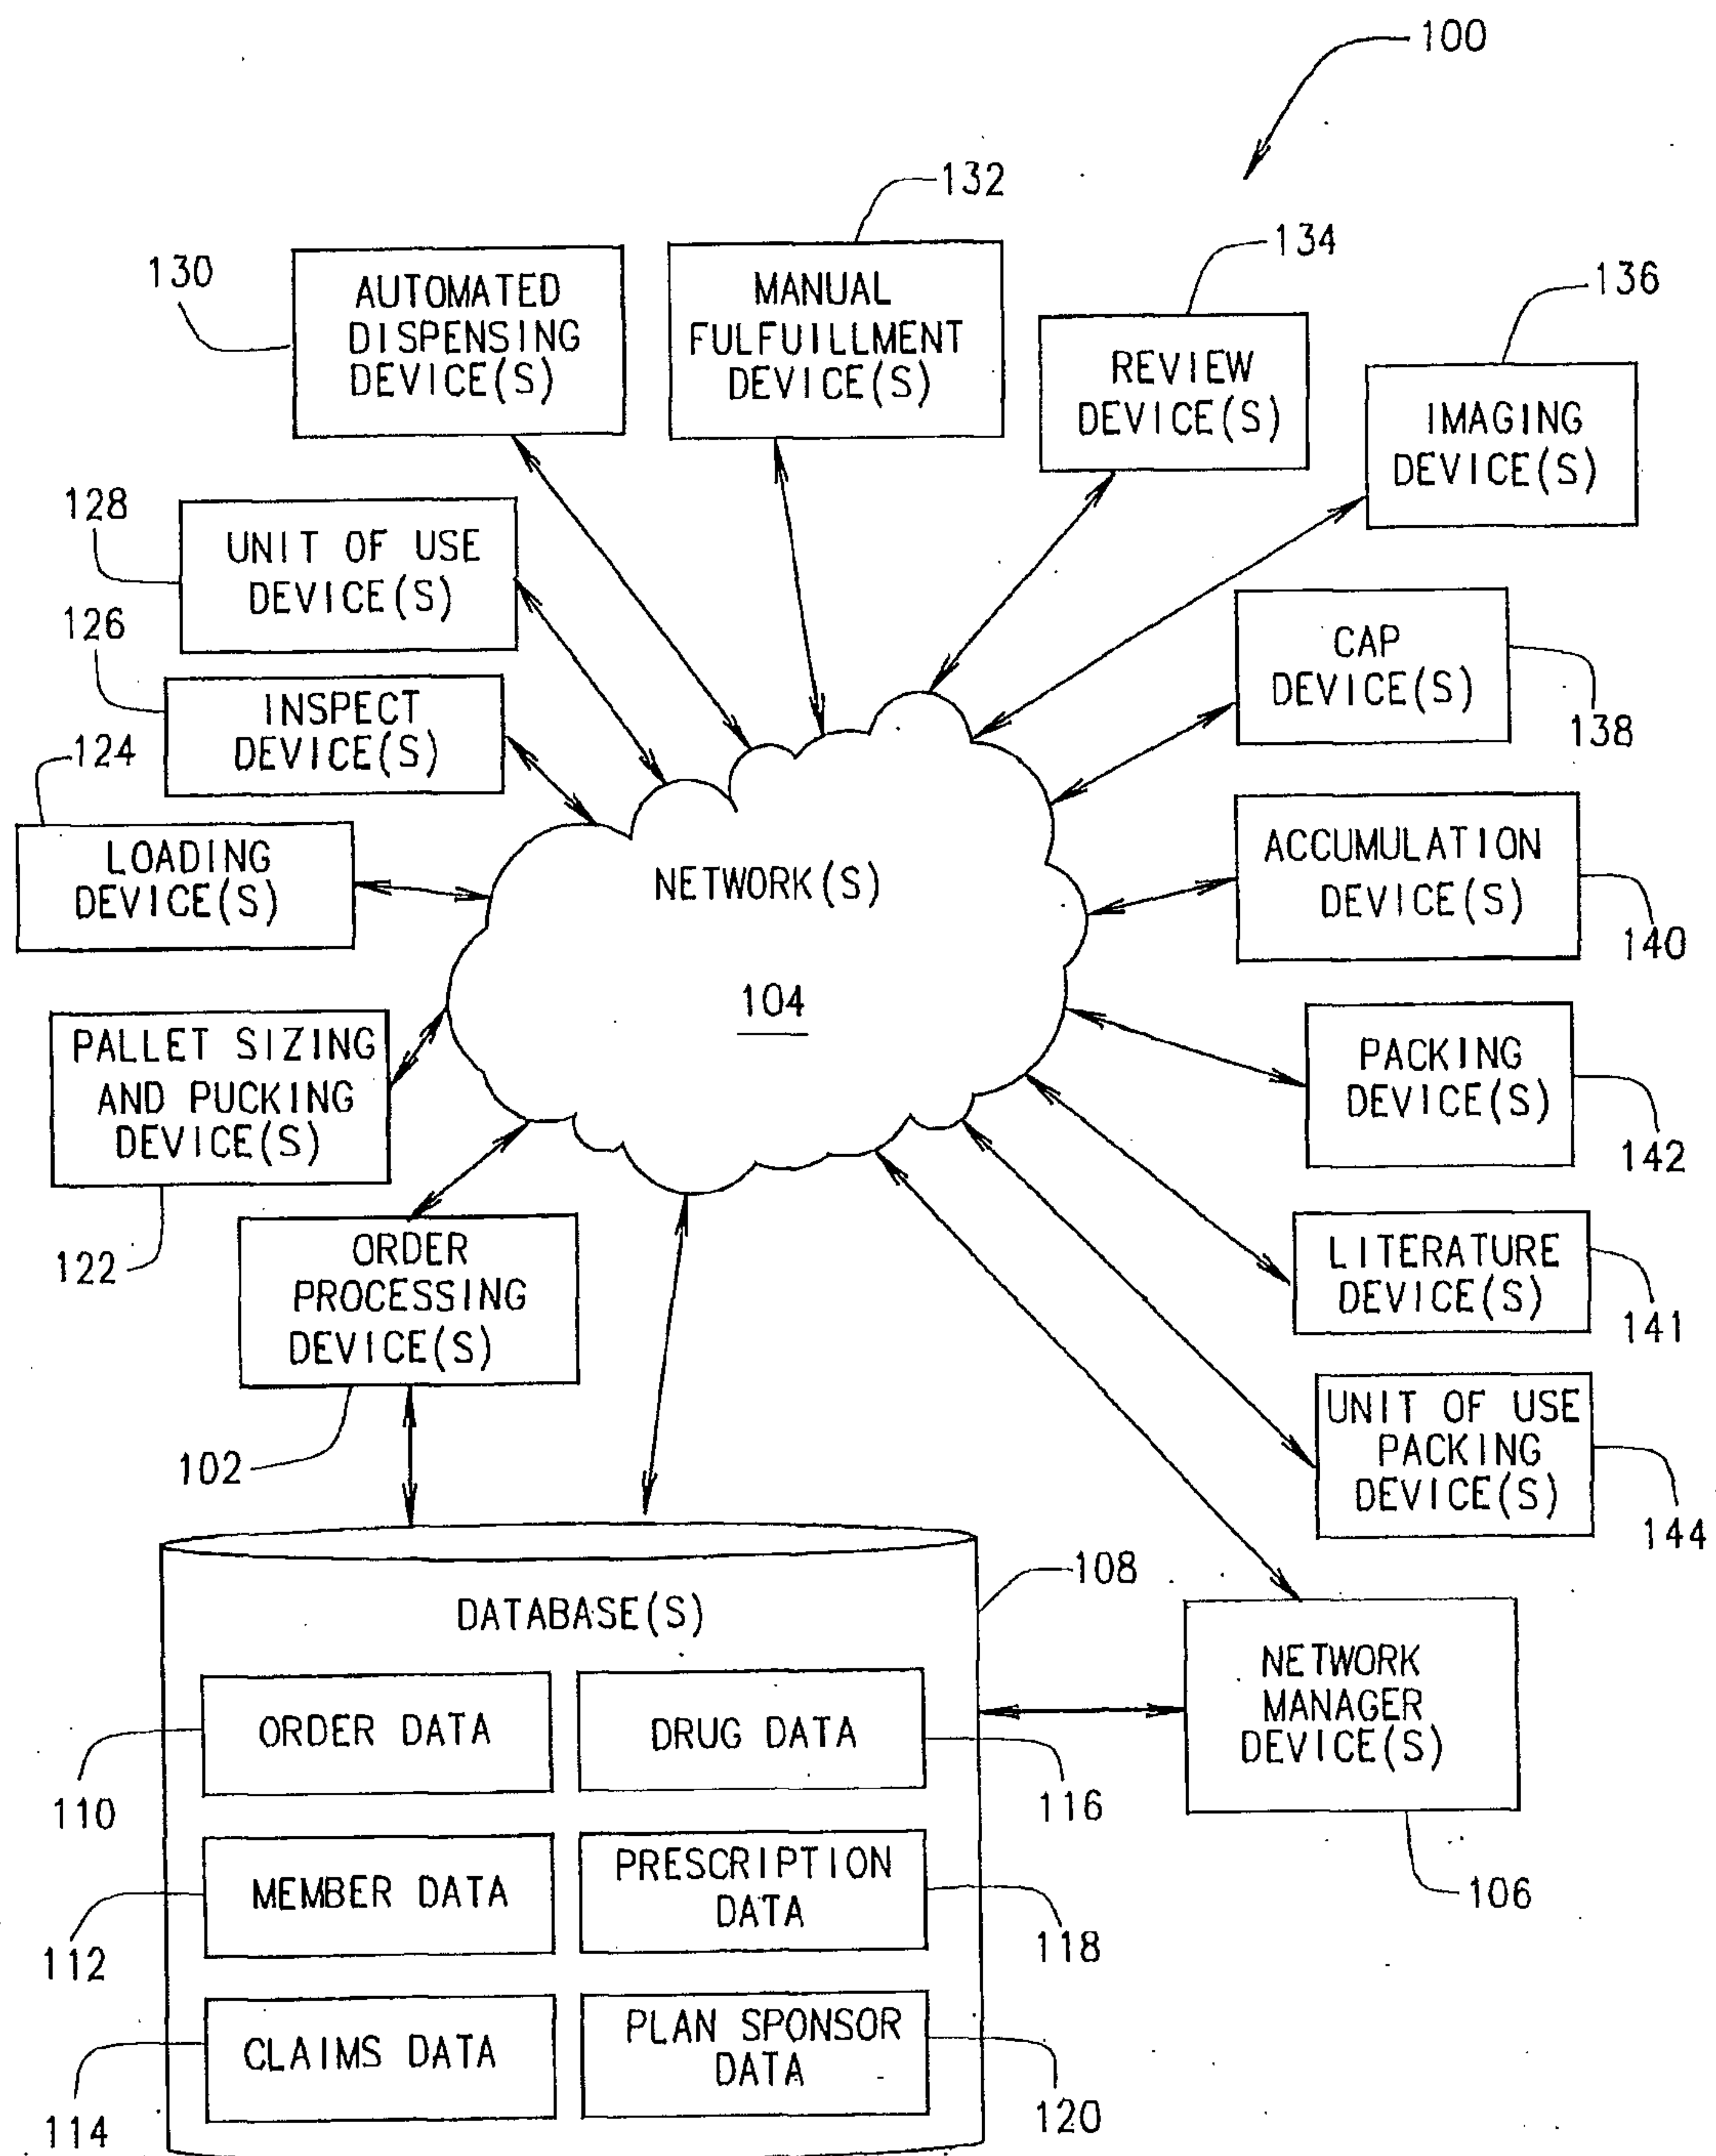 100
132
134
130
AUTOMATED
DISPENSING
DEVICE(S)
MANUAL
FULFUILLMENT
DEVICE(S)
REVIEW
DEVICE(S)
136
IMAGING
DEVICE(S)
128
UNIT OF USE
DEVICE(S)
126
INSPECT
DEVICE(S)
CAP
DEVICE(S)
138
124
LOADING
DEVICE(S)
NETWORK(S)
104
ACCUMULATION
DEVICE(S)
140
PALLET SIZING
AND PUCKING
DEVICE(S)
122
PACKING
DEVICE(S)
142
ORDER
PROCESSING
DEVICE(S)
102
LITERATURE
DEVICE(S)
141
UNIT OF USE
PACKING
DEVICE(S)
144
108
DATABASE(S)
ORDER DATA
110
DRUG DATA
116
MEMBER DATA
112
PRESCRIPTION
DATA
118
CLAIMS DATA
114
PLAN SPONSOR
DATA
120
NETWORK
MANAGER
DEVICE(S)
106